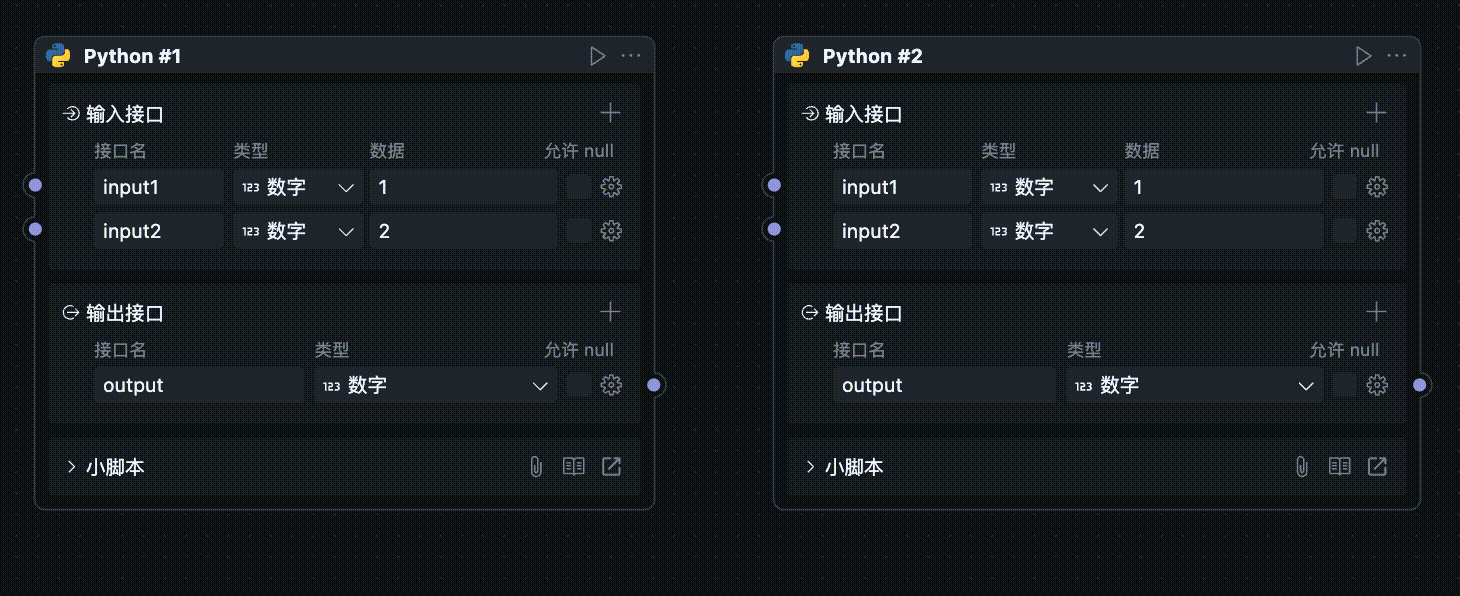 Python #1
输入接口
接口名 类型 数据 允许 null
input1 123 数字 1
input2 123 数字 2
输出接口
接口名 类型 允许 null
output 123 数字
小脚本
Python #2
输入接口
接口名 类型 数据 允许 null
input1 123 数字 1
input2 123 数字 2
输出接口
接口名 类型 允许 null
output 123 数字
小脚本